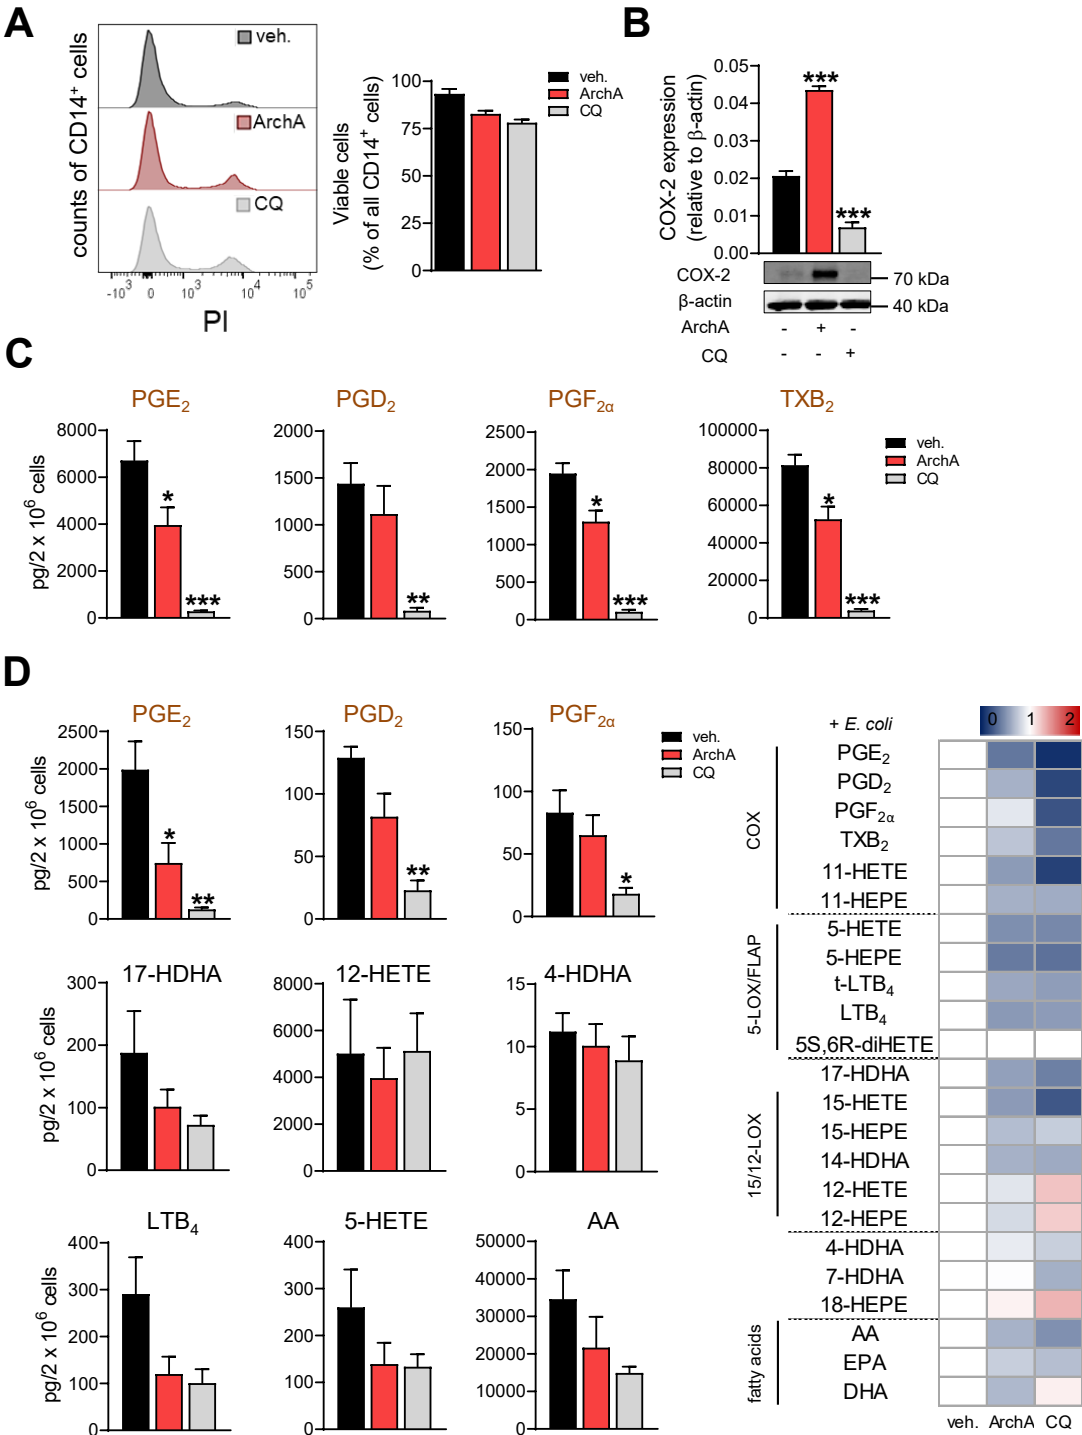 A
counts of CD14⁺ cells
veh.
ArchA
CQ
-10³ 0 10³ 10⁴ 10⁵
PI
Viable cells
(% of all CD14⁺ cells)
100
75
50
25
0
veh.
ArchA
CQ
B
COX-2 expression
(relative to β-actin)
0.05
0.04
0.03
0.02
0.01
0.00
***
***
COX-2
70 kDa
β-actin
40 kDa
ArchA - + -
CQ - - +
C
pg/2 x 10⁶ cells
PGE₂
8000
6000
4000
2000
0
*
***
PGD₂
2000
1500
1000
500
0
**
PGF₂α
2500
2000
1500
1000
500
0
*
***
TXB₂
100000
80000
60000
40000
20000
0
*
***
veh.
ArchA
CQ
D
pg/2 x 10⁶ cells
PGE₂
2500
2000
1500
1000
500
0
*
**
PGD₂
150
100
50
0
**
PGF₂α
150
100
50
0
*
veh.
ArchA
CQ
pg/2 x 10⁶ cells
17-HDHA
300
200
100
0
12-HETE
8000
6000
4000
2000
0
4-HDHA
15
10
5
0
pg/2 x 10⁶ cells
LTB₄
400
300
200
100
0
5-HETE
400
300
200
100
0
AA
50000
40000
30000
20000
10000
0
+ E. coli
0 1 2
COX
PGE₂
PGD₂
PGF₂α
TXB₂
11-HETE
11-HEPE
5-LOX/FLAP
5-HETE
5-HEPE
t-LTB₄
LTB₄
5S,6R-diHETE
15/12-LOX
17-HDHA
15-HETE
15-HEPE
14-HDHA
12-HETE
12-HEPE
4-HDHA
7-HDHA
18-HEPE
fatty acids
AA
EPA
DHA
veh. ArchA CQ